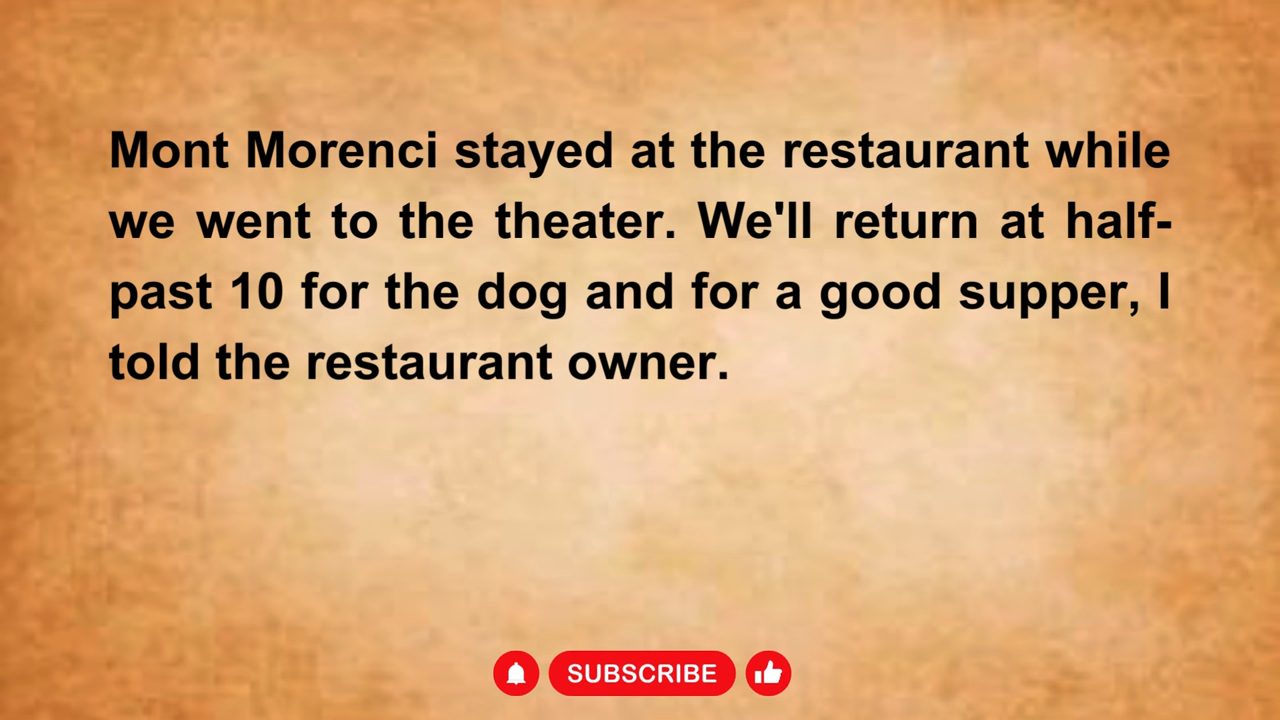 Mont Morenci stayed at the restaurant while
we went to the theater. We'll return at half-
past 10 for the dog and for a good supper, I
told the restaurant owner.
SUBSCRIBE